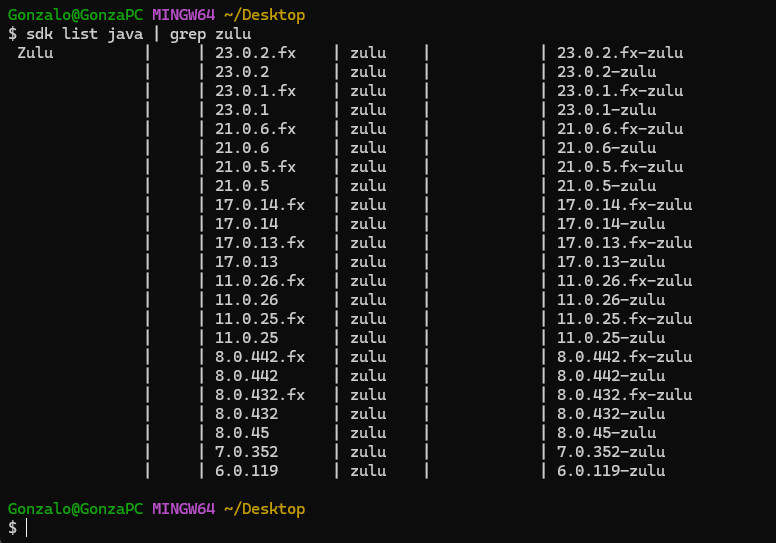 Gonzalo@GonzaPC MINGW64 ~/Desktop
$ sdk list java | grep zulu
 Zulu          |     | 23.0.2.fx    | zulu    |            | 23.0.2.fx-zulu
               |     | 23.0.2       | zulu    |            | 23.0.2-zulu
               |     | 23.0.1.fx    | zulu    |            | 23.0.1.fx-zulu
               |     | 23.0.1       | zulu    |            | 23.0.1-zulu
               |     | 21.0.6.fx    | zulu    |            | 21.0.6.fx-zulu
               |     | 21.0.6       | zulu    |            | 21.0.6-zulu
               |     | 21.0.5.fx    | zulu    |            | 21.0.5.fx-zulu
               |     | 21.0.5       | zulu    |            | 21.0.5-zulu
               |     | 17.0.14.fx   | zulu    |            | 17.0.14.fx-zulu
               |     | 17.0.14      | zulu    |            | 17.0.14-zulu
               |     | 17.0.13.fx   | zulu    |            | 17.0.13.fx-zulu
               |     | 17.0.13      | zulu    |            | 17.0.13-zulu
               |     | 11.0.26.fx   | zulu    |            | 11.0.26.fx-zulu
               |     | 11.0.26      | zulu    |            | 11.0.26-zulu
               |     | 11.0.25.fx   | zulu    |            | 11.0.25.fx-zulu
               |     | 11.0.25      | zulu    |            | 11.0.25-zulu
               |     | 8.0.442.fx   | zulu    |            | 8.0.442.fx-zulu
               |     | 8.0.442      | zulu    |            | 8.0.442-zulu
               |     | 8.0.432.fx   | zulu    |            | 8.0.432.fx-zulu
               |     | 8.0.432      | zulu    |            | 8.0.432-zulu
               |     | 8.0.45       | zulu    |            | 8.0.45-zulu
               |     | 7.0.352      | zulu    |            | 7.0.352-zulu
               |     | 6.0.119      | zulu    |            | 6.0.119-zulu

Gonzalo@GonzaPC MINGW64 ~/Desktop
$